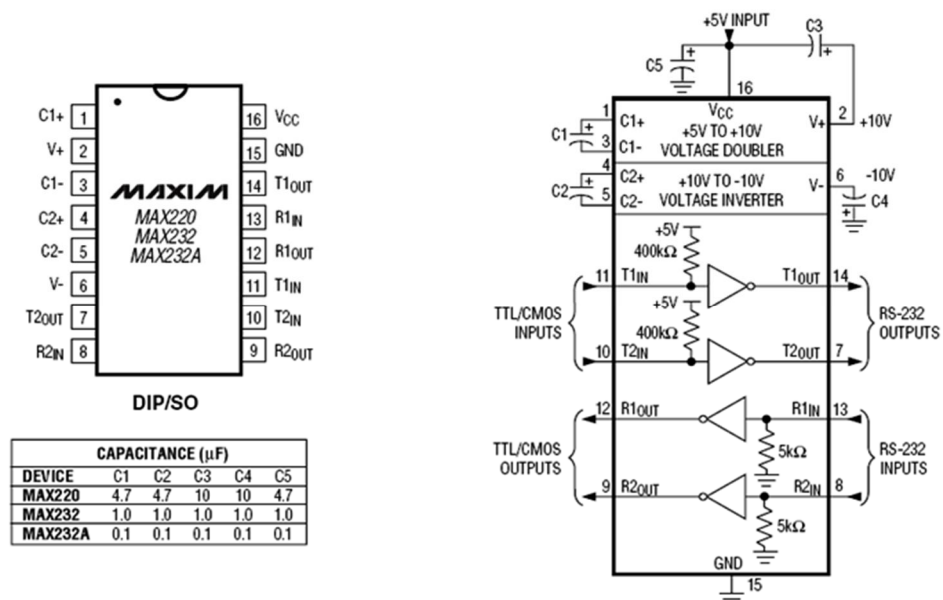 C1+ 1
V+ 2
C1- 3
C2+ 4
C2- 5
V- 6
T2OUT 7
R2IN 8
16 VCC
15 GND
14 T1OUT
13 R1IN
12 R1OUT
11 T1IN
10 T2IN
9 R2OUT
MAXIM
MAX220
MAX232
MAX232A
DIP/SO
CAPACITANCE (μF)
DEVICE C1 C2 C3 C4 C5
MAX220 4.7 4.7 10 10 4.7
MAX232 1.0 1.0 1.0 1.0 1.0
MAX232A 0.1 0.1 0.1 0.1 0.1
+5V INPUT
C3
+
C5
+
16
VCC
1
C1+
C1
+
3
C1-
+5V TO +10V
VOLTAGE DOUBLER
V+
2
+10V
4
C2+
C2
+
5
C2-
+10V TO -10V
VOLTAGE INVERTER
V-
6
-10V
C4
+
+5V
400kΩ
11 T1IN
T1OUT 14
+5V
400kΩ
TTL/CMOS
INPUTS
RS-232
OUTPUTS
10 T2IN
T2OUT 7
12 R1OUT
R1IN 13
5kΩ
TTL/CMOS
OUTPUTS
RS-232
INPUTS
9 R2OUT
R2IN 8
5kΩ
GND
15